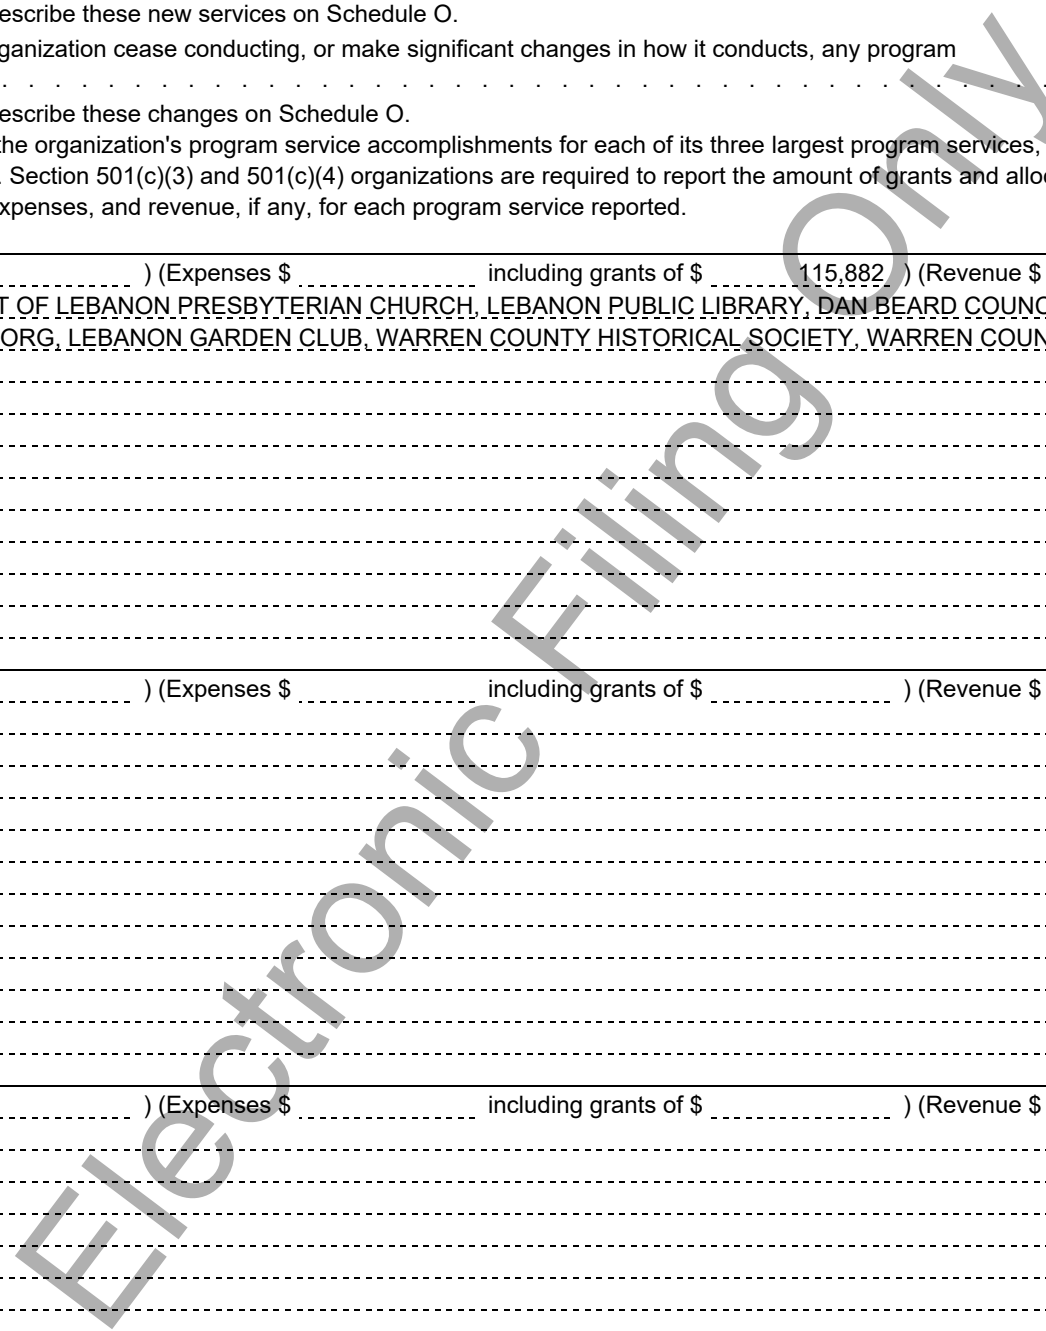 escribe these new services on Schedule O.
ganization cease conducting, or make significant changes in how it conducts, any program
. . . . . . . . . . . . . . . . . . . . . . . . . . . . . . . . . . . . . . . .
escribe these changes on Schedule O.
the organization's program service accomplishments for each of its three largest program services,
. Section 501(c)(3) and 501(c)(4) organizations are required to report the amount of grants and alloc
xpenses, and revenue, if any, for each program service reported.
) (Expenses $ including grants of $ 115,882 ) (Revenue $
T OF LEBANON PRESBYTERIAN CHURCH, LEBANON PUBLIC LIBRARY, DAN BEARD COUNC
ORG, LEBANON GARDEN CLUB, WARREN COUNTY HISTORICAL SOCIETY, WARREN COUN
) (Expenses $ including grants of $ ) (Revenue $
) (Expenses $ including grants of $ ) (Revenue $
Electronic Filing Only